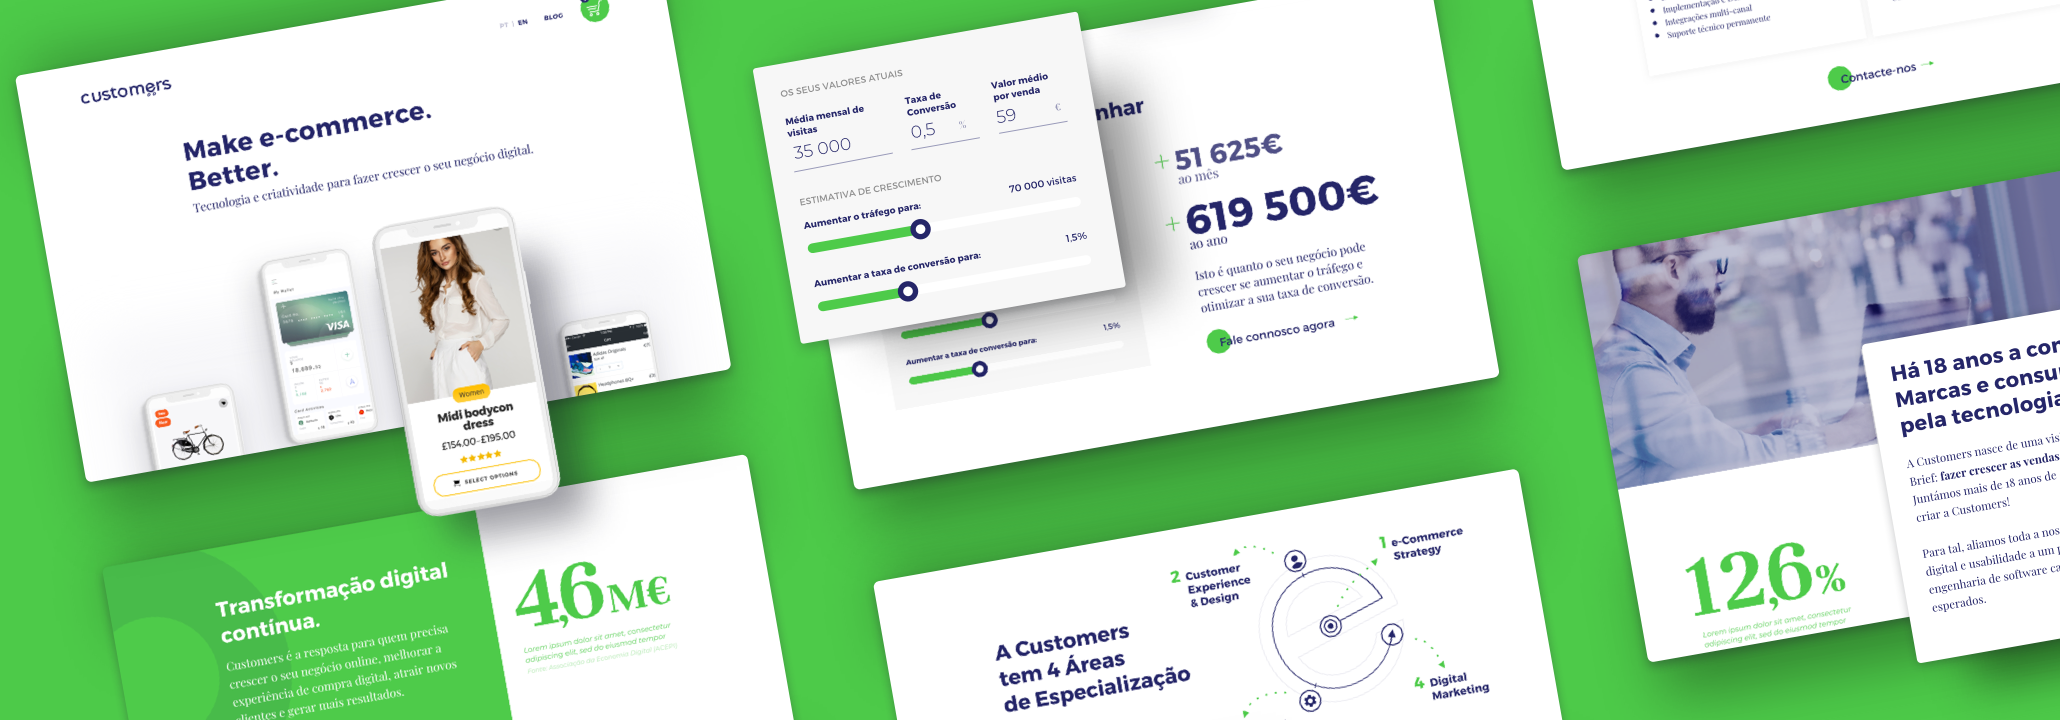 PT | EN BLOG
customers
Make e-commerce.
Better.
Tecnologia e criatividade para fazer crescer o seu negócio digital.
My Wallet
VISA
Women
Midi bodycon
dress
£154.00–£195.00
SELECT OPTIONS
Transformação digital
contínua.
Customers é a resposta para quem precisa
crescer o seu negócio online, melhorar a
experiência de compra digital, atrair novos
clientes e gerar mais resultados.
4,6M€
Lorem ipsum dolor sit amet, consectetur
adipiscing elit, sed do eiusmod tempor
Fonte: Associação da Economia Digital (ACEPI)
OS SEUS VALORES ATUAIS
Média mensal de
visitas
35 000
Taxa de
Conversão
0,5 %
Valor médio
por venda
59 €
ESTIMATIVA DE CRESCIMENTO
Aumentar o tráfego para:
70 000 visitas
Aumentar a taxa de conversão para:
1,5%
Aumentar a taxa de conversão para:
1,5%
nhar
+ 51 625€
ao mês
+ 619 500€
ao ano
Isto é quanto o seu negócio pode
crescer se aumentar o tráfego e
otimizar a sua taxa de conversão.
Fale connosco agora
A Customers
tem 4 Áreas
de Especialização
1 e-Commerce
Strategy
2 Customer
Experience
& Design
4 Digital
Marketing
Integrações multi-canal
Suporte técnico permanente
Contacte-nos
Há 18 anos a con
Marcas e consu
pela tecnologia
A Customers nasce de uma vis
Brief: fazer crescer as vendas
Juntámos mais de 18 anos de
criar a Customers!
Para tal, aliamos toda a nos
digital e usabilidade a um p
engenharia de software ca
esperados.
12,6%
Lorem ipsum dolor sit amet, consectetur
adipiscing elit, sed do eiusmod tempor